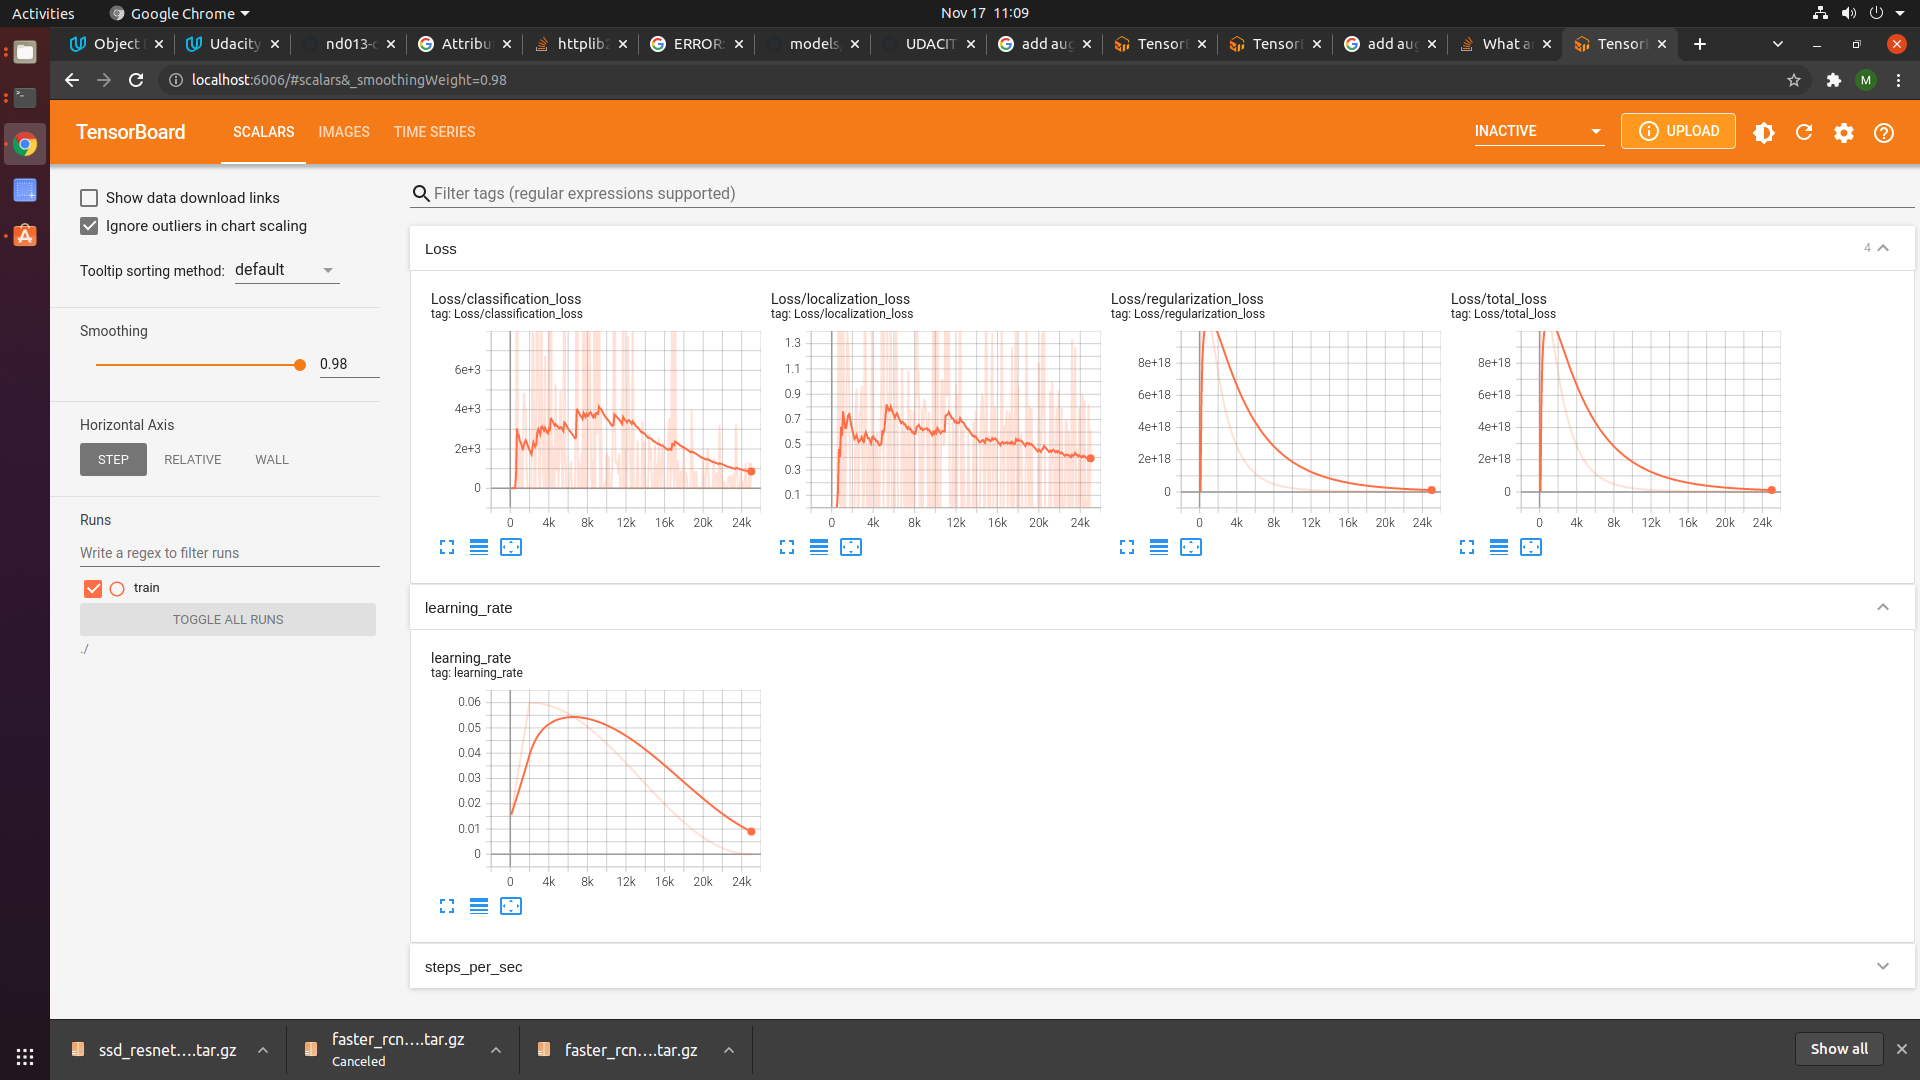 Activities
Google Chrome
Nov 17 11:09
Object
Udacity
nd013-c
Attribu
httplib2
ERROR:
models,
UDACIT
add aug
TensorB
TensorB
add aug
What a
TensorB
localhost:6006/#scalars&_smoothingWeight=0.98
M
TensorBoard
SCALARS
IMAGES
TIME SERIES
INACTIVE
UPLOAD
Show data download links
Ignore outliers in chart scaling
Tooltip sorting method: default
Smoothing
0.98
Horizontal Axis
STEP RELATIVE WALL
Runs
Write a regex to filter runs
train
TOGGLE ALL RUNS
./
Filter tags (regular expressions supported)
Loss
4
Loss/classification_loss
tag: Loss/classification_loss
6e+3
4e+3
2e+3
0
0 4k 8k 12k 16k 20k 24k
Loss/localization_loss
tag: Loss/localization_loss
1.3
1.1
0.9
0.7
0.5
0.3
0.1
0 4k 8k 12k 16k 20k 24k
Loss/regularization_loss
tag: Loss/regularization_loss
8e+18
6e+18
4e+18
2e+18
0
0 4k 8k 12k 16k 20k 24k
Loss/total_loss
tag: Loss/total_loss
8e+18
6e+18
4e+18
2e+18
0
0 4k 8k 12k 16k 20k 24k
learning_rate
learning_rate
tag: learning_rate
0.06
0.05
0.04
0.03
0.02
0.01
0
0 4k 8k 12k 16k 20k 24k
steps_per_sec
ssd_resnet....tar.gz
faster_rcn....tar.gz
Canceled
faster_rcn....tar.gz
Show all